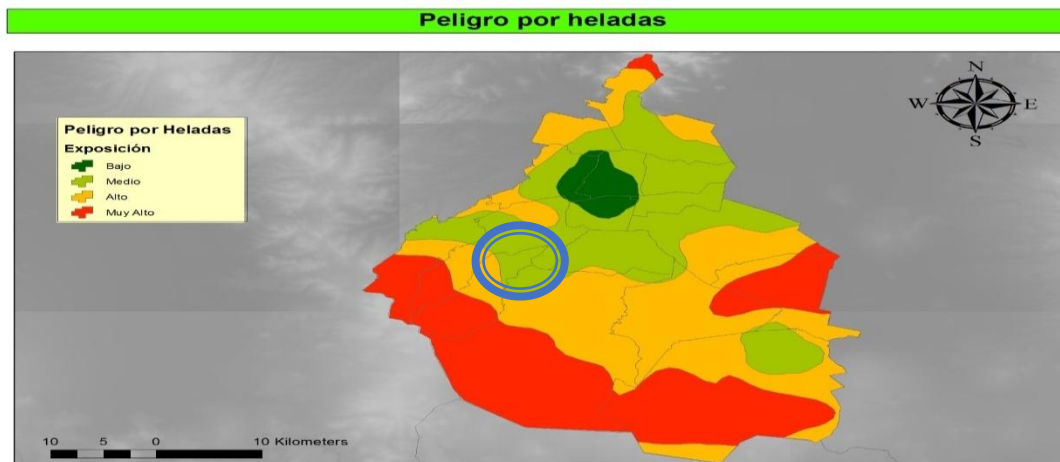 Peligro por heladas
N
W E
S
Peligro por Heladas
Exposición
Bajo
Medio
Alto
Muy Alto
10 5 0 10 Kilometers